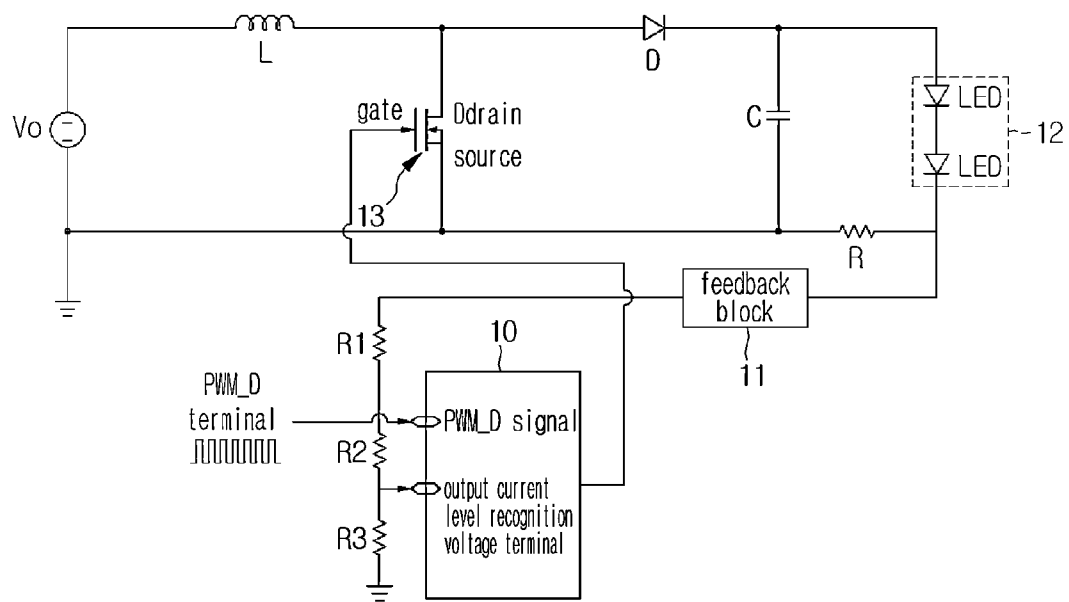 L
D
Vo
gate
Ddrain
source
13
C
LED
LED
12
R
feedback
block
11
R1
10
PWM_D
terminal
PWM_D signal
R2
output current
level recognition
voltage terminal
R3